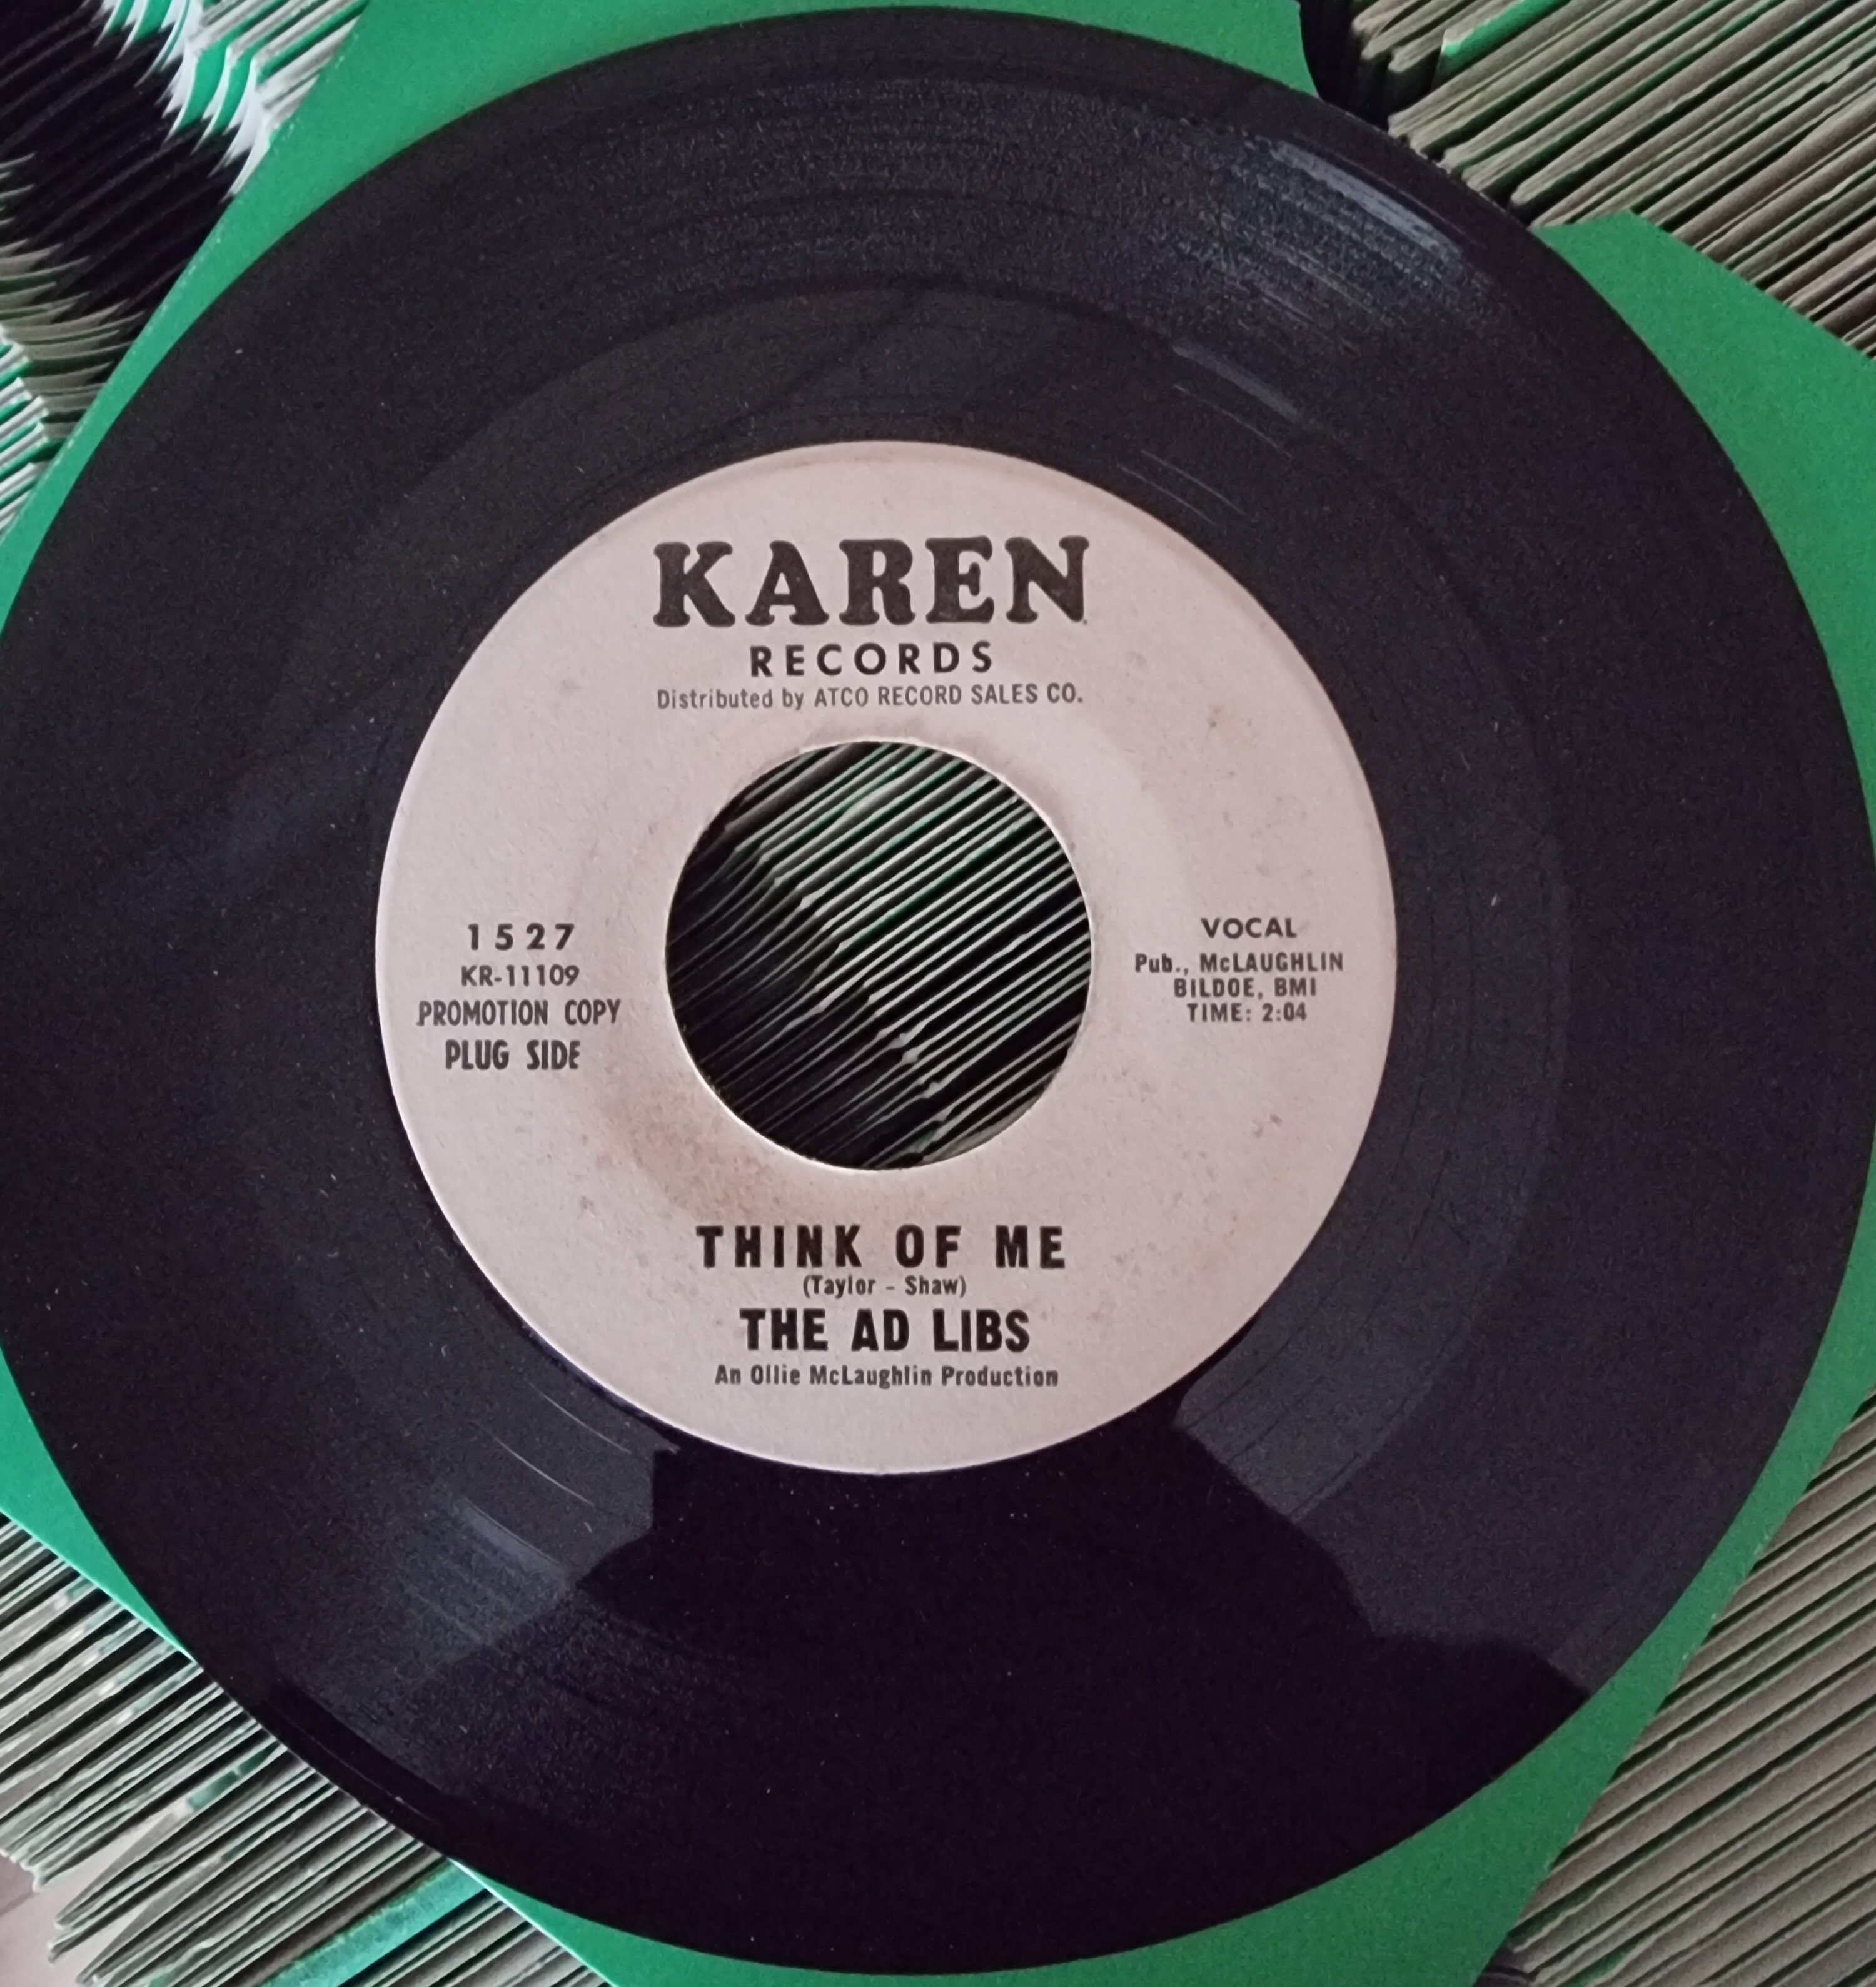 KAREN
RECORDS
Distributed by ATCO RECORD SALES CO.
1527
KR-11109
PROMOTION COPY
PLUG SIDE
VOCAL
Pub., McLAUGHLIN
BILDOE, BMI
TIME: 2:04
THINK OF ME
(Taylor - Shaw)
THE AD LIBS
An Ollie McLaughlin Production